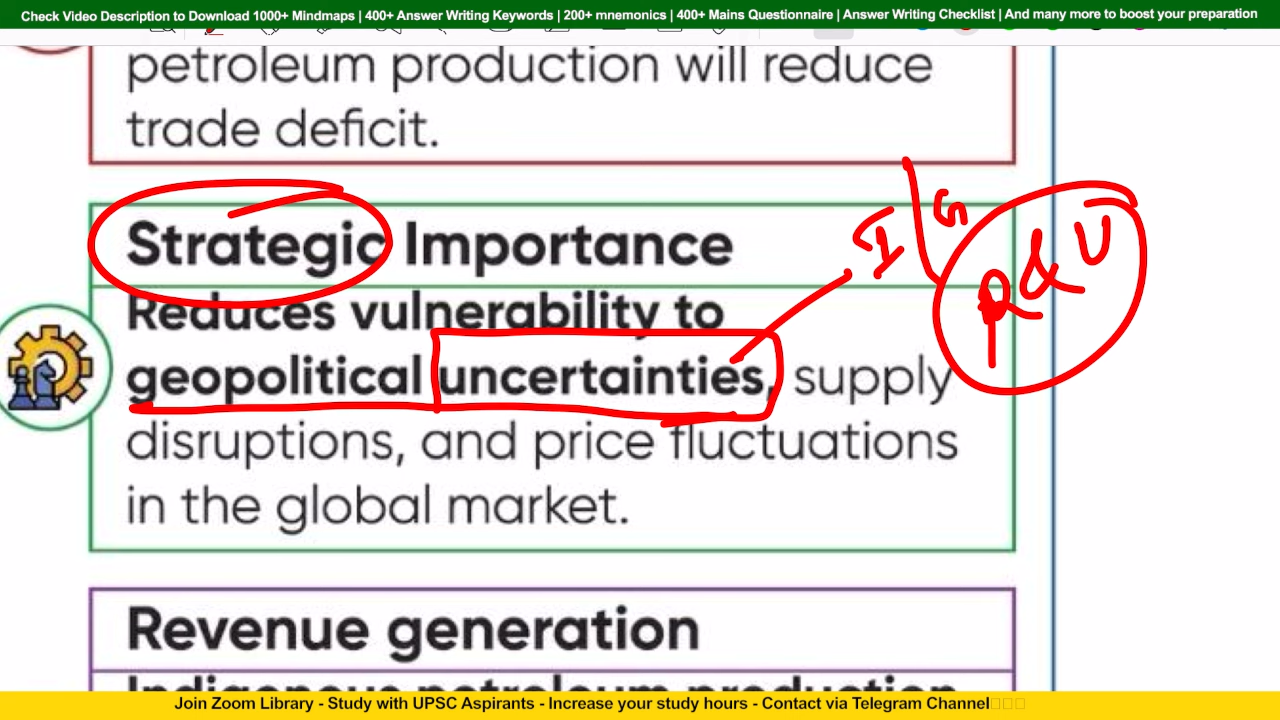 Check Video Description to Download 1000+ Mindmaps | 400+ Answer Writing Keywords | 200+ mnemonics | 400+ Mains Questionnaire | Answer Writing Checklist | And many more to boost your preparation
petroleum production will reduce
trade deficit.
Strategic Importance
Reduces vulnerability to
geopolitical uncertainties, supply
disruptions, and price fluctuations
in the global market.
I G
R & U
Revenue generation
Indigenous petroleum production
Join Zoom Library - Study with UPSC Aspirants - Increase your study hours - Contact via Telegram Channel